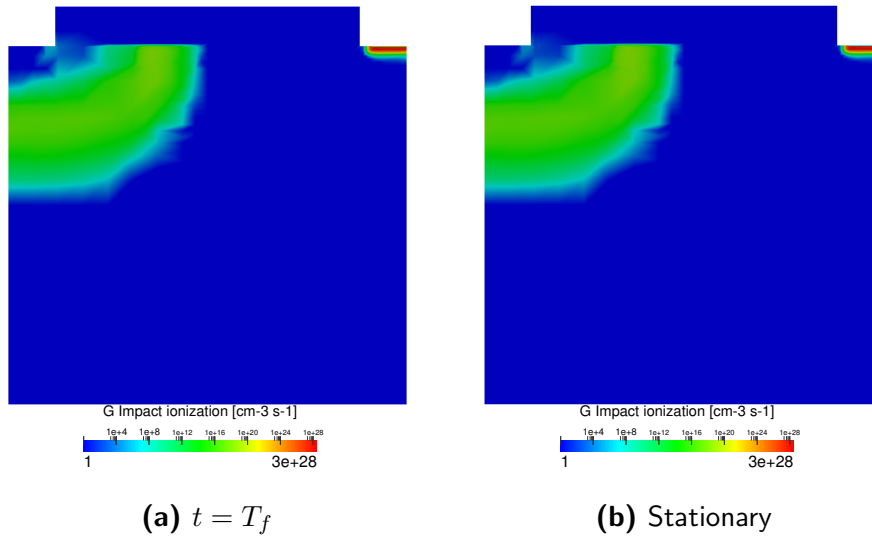 G Impact ionization [cm-3 s-1]
1e+4 1e+8 1e+12 1e+16 1e+20 1e+24 1e+28
1 3e+28
G Impact ionization [cm-3 s-1]
1e+4 1e+8 1e+12 1e+16 1e+20 1e+24 1e+28
1 3e+28
(a) t = T_f
(b) Stationary